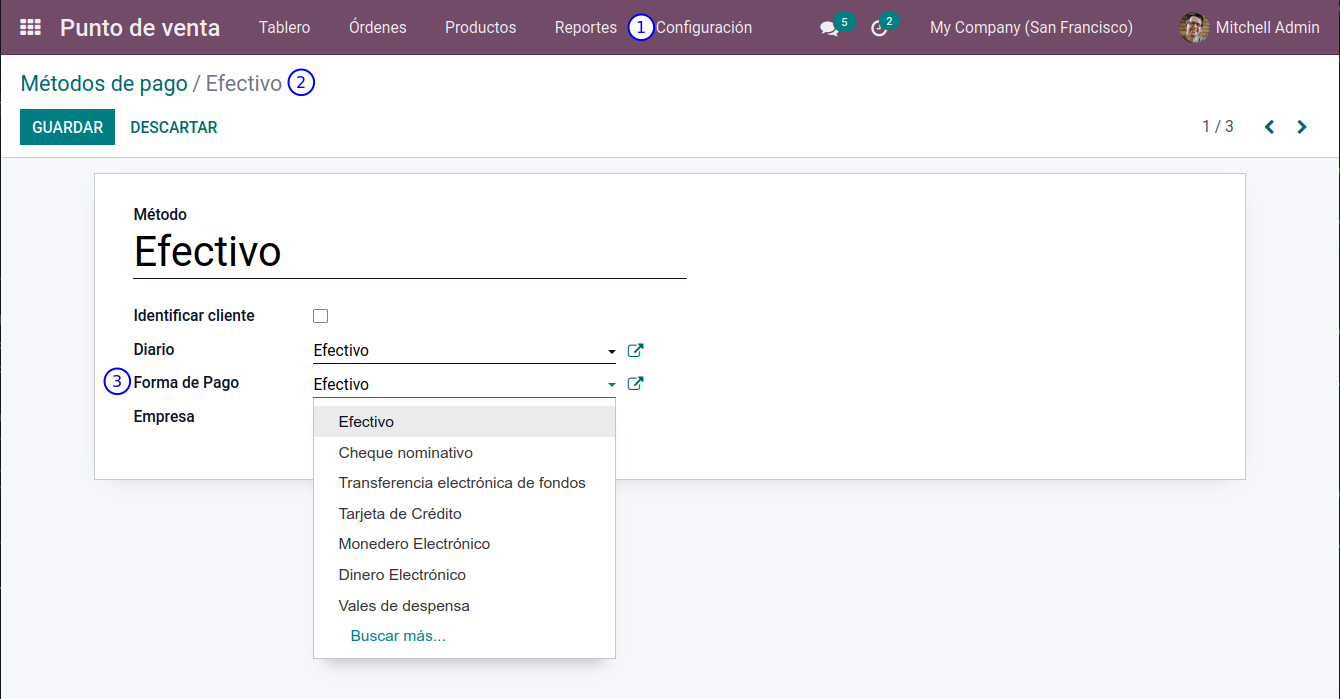 Punto de venta Tablero Órdenes Productos Reportes 1 Configuración 5 2 My Company (San Francisco) Mitchell Admin
Métodos de pago / Efectivo 2
GUARDAR DESCARTAR 1 / 3
Método
Efectivo
Identificar cliente
Diario Efectivo
3 Forma de Pago Efectivo
Empresa
Efectivo
Cheque nominativo
Transferencia electrónica de fondos
Tarjeta de Crédito
Monedero Electrónico
Dinero Electrónico
Vales de despensa
Buscar más...